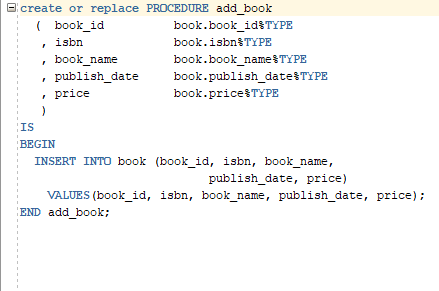 create or replace PROCEDURE add_book
( book_id book.book_id%TYPE
, isbn book.isbn%TYPE
, book_name book.book_name%TYPE
, publish_date book.publish_date%TYPE
, price book.price%TYPE
)
IS
BEGIN
INSERT INTO book (book_id, isbn, book_name,
publish_date, price)
VALUES(book_id, isbn, book_name, publish_date, price);
END add_book;